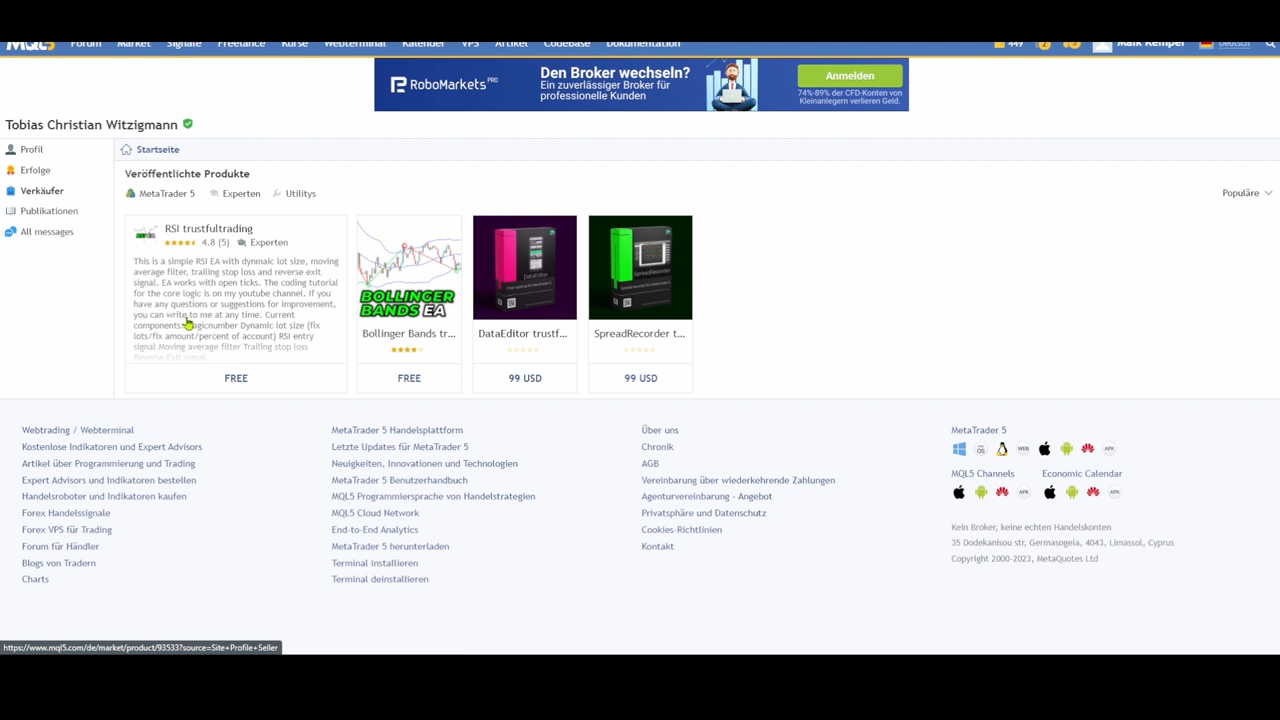 MQL5 Forum Market Signale Freelance Kurse Webterminal Kalender VPS Artikel CodeBase Dokumentation 449 Maik Kemper Deutsch
RoboMarkets PRO
Den Broker wechseln?
Ein zuverlässiger Broker für
professionelle Kunden
Anmelden
74%-89% der CFD-Konten von
Kleinanlegern verlieren Geld.
Tobias Christian Witzigmann
Profil
Erfolge
Verkäufer
Publikationen
All messages
Startseite
Veröffentlichte Produkte
MetaTrader 5 Experten Utilitys
Populäre
RSI trustfultrading
4.8 (5) Experten
This is a simple RSI EA with dynmaic lot size, moving
average filter, trailing stop loss and reverse exit
signal. EA works with open ticks. The coding tutorial
for the core logic is on my youtube channel. If you
have any questions or suggestions for improvement,
you can write to me at any time. Current
components: Magicnumber Dynamic lot size (fix
lots/fix amount/percent of account) RSI entry
signal Moving average filter Trailing stop loss
Reverse Exit signal
FREE
BOLLINGER
BANDS EA
Bollinger Bands tr...
FREE
DataEditor
DataEditor trustf...
99 USD
SpreadRecorder
SpreadRecorder t...
99 USD
Webtrading / Webterminal
Kostenlose Indikatoren und Expert Advisors
Artikel über Programmierung und Trading
Expert Advisors und Indikatoren bestellen
Handelsroboter und Indikatoren kaufen
Forex Handelssignale
Forex VPS für Trading
Forum für Händler
Blogs von Tradern
Charts
MetaTrader 5 Handelsplattform
Letzte Updates für MetaTrader 5
Neuigkeiten, Innovationen und Technologien
MetaTrader 5 Benutzerhandbuch
MQL5 Programmiersprache von Handelstrategien
MQL5 Cloud Network
End-to-End Analytics
MetaTrader 5 herunterladen
Terminal installieren
Terminal deinstallieren
Über uns
Chronik
AGB
Vereinbarung über wiederkehrende Zahlungen
Agenturvereinbarung - Angebot
Privatsphäre und Datenschutz
Cookies-Richtlinien
Kontakt
MetaTrader 5
MQL5 Channels Economic Calendar
Kein Broker, keine echten Handelskonten
35 Dodekanisou str, Germasogeia, 4043, Limassol, Cyprus
Copyright 2000-2023, MetaQuotes Ltd
https://www.mql5.com/de/market/product/93533?source=Site+Profile+Seller